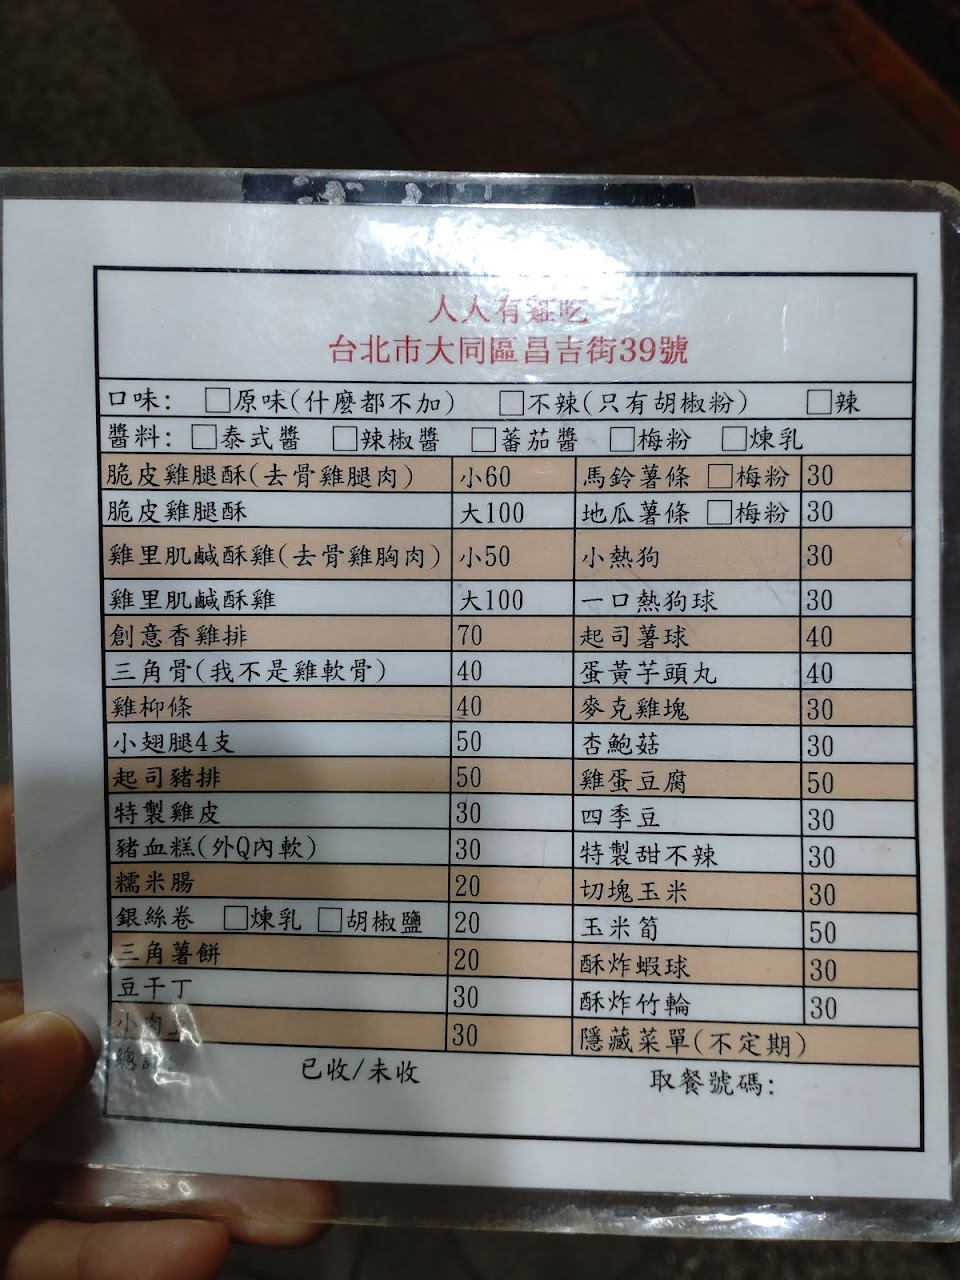 人人有雞吃
台北市大同區昌吉街39號
口味: □原味(什麼都不加) □不辣(只有胡椒粉) □辣
醬料: □泰式醬 □辣椒醬 □蕃茄醬 □梅粉 □煉乳
脆皮雞腿酥(去骨雞腿肉) 小60 馬鈴薯條 □梅粉 30
脆皮雞腿酥 大100 地瓜薯條 □梅粉 30
雞里肌鹹酥雞(去骨雞胸肉) 小50 小熱狗 30
雞里肌鹹酥雞 大100 一口熱狗球 30
創意香雞排 70 起司薯球 40
三角骨(我不是雞軟骨) 40 蛋黃芋頭丸 40
雞柳條 40 麥克雞塊 30
小翅腿4支 50 杏鮑菇 30
起司豬排 50 雞蛋豆腐 50
特製雞皮 30 四季豆 30
豬血糕(外Q內軟) 30 特製甜不辣 30
糯米腸 20 切塊玉米 30
銀絲卷 □煉乳 □胡椒鹽 20 玉米筍 50
三角薯餅 20 酥炸蝦球 30
豆干丁 30 酥炸竹輪 30
小肉 30 隱藏菜單(不定期)
總計: 已收/未收 取餐號碼: